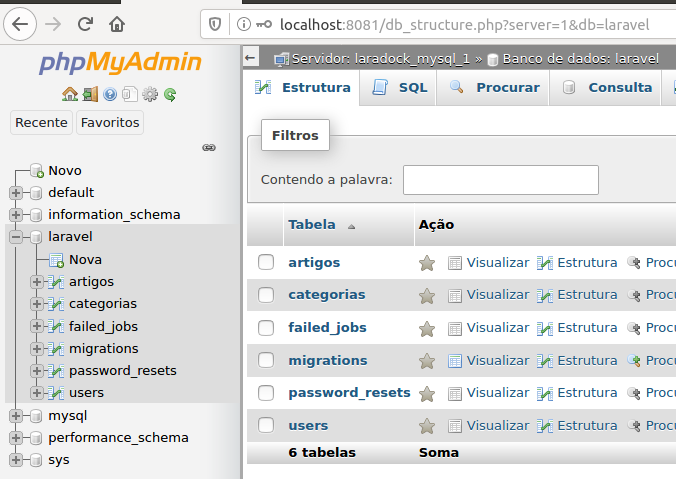 localhost:8081/db_structure.php?server=1&db=laravel
phpMyAdmin
Recente Favoritos
Novo
default
information_schema
laravel
Nova
artigos
categorias
failed_jobs
migrations
password_resets
users
mysql
performance_schema
sys
Servidor: laradock_mysql_1 » Banco de dados: laravel
Estrutura SQL Procurar Consulta
Filtros
Contendo a palavra:
Tabela Ação
artigos Visualizar Estrutura Procu
categorias Visualizar Estrutura Procu
failed_jobs Visualizar Estrutura Procu
migrations Visualizar Estrutura Procu
password_resets Visualizar Estrutura Procu
users Visualizar Estrutura Procu
6 tabelas Soma